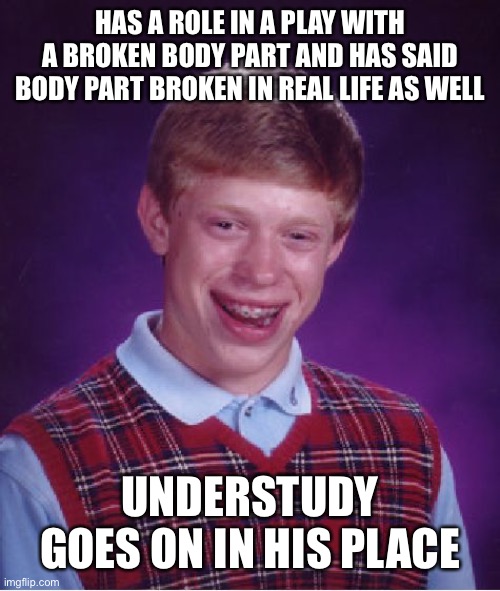 HAS A ROLE IN A PLAY WITH
A BROKEN BODY PART AND HAS SAID
BODY PART BROKEN IN REAL LIFE AS WELL
UNDERSTUDY
GOES ON IN HIS PLACE
imgflip.com